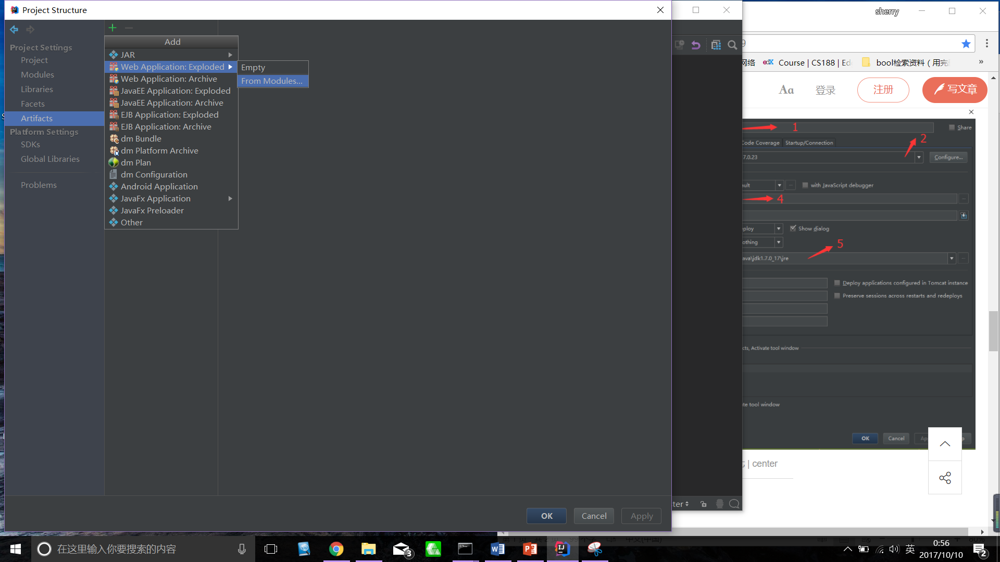 Project Structure
Project Settings
Project
Modules
Libraries
Facets
Artifacts
Platform Settings
SDKs
Global Libraries
Problems
Add
JAR
Web Application: Exploded
Web Application: Archive
JavaEE Application: Exploded
JavaEE Application: Archive
EJB Application: Exploded
EJB Application: Archive
dm Bundle
dm Platform Archive
dm Plan
dm Configuration
Android Application
JavaFx Application
JavaFx Preloader
Other
Empty
From Modules...
OK
Cancel
Apply
sherry
网络
edX
Course | CS188 | Ed
bool检索资料（用完
»
Aa
登录
注册
写文章
1
Share
Code Coverage
Startup/Connection
2
7.0.23
Configure...
ult
with JavaScript debugger
4
ploy
Show dialog
othing
5
ava\jdk1.7.0_17\jre
Deploy applications configured in Tomcat instance
Preserve sessions across restarts and redeploys
cts, Activate tool window
te tool window
OK
Cancel
Ap
| center
ter
在这里输入你要搜索的内容
3
英
0:56
2017/10/10
2